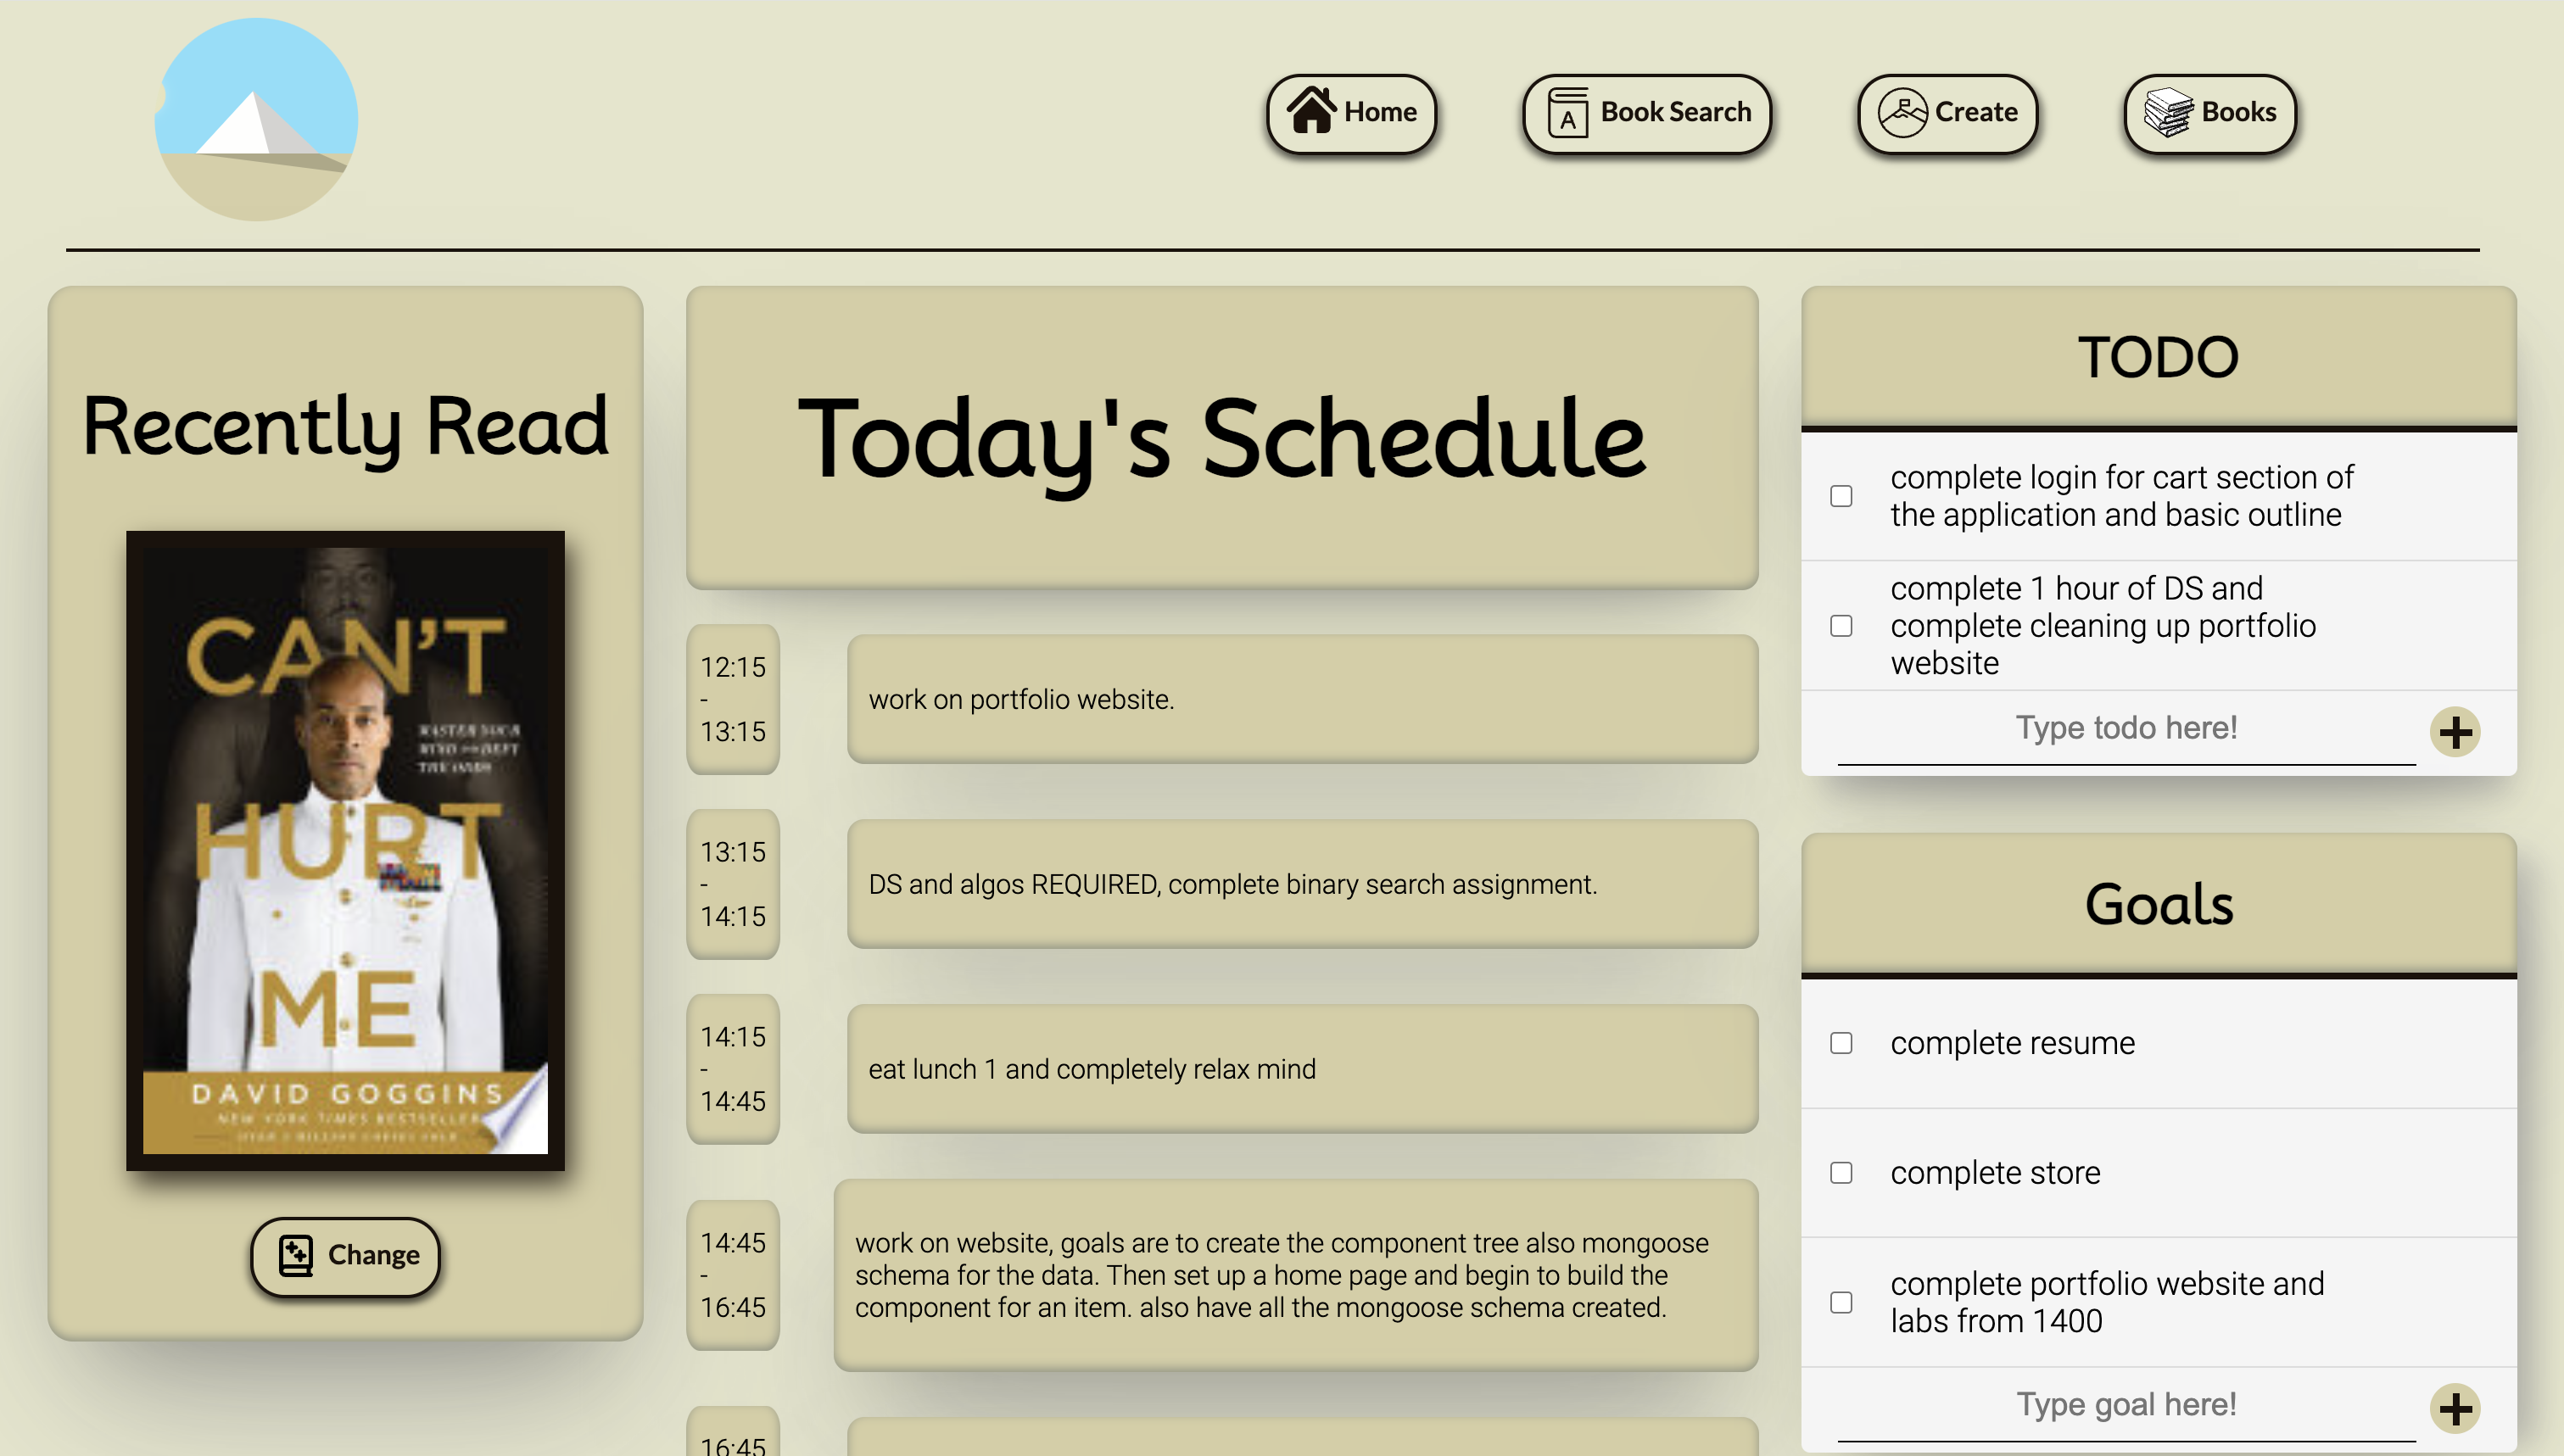 Home
Book Search
Create
Books
Recently Read
CAN'T
MASTER YOUR
MIND AND DEFY
THE ODDS
HURT
ME
DAVID GOGGINS
NEW YORK TIMES BESTSELLER
Change
Today's Schedule
12:15
-
13:15
work on portfolio website.
13:15
-
14:15
DS and algos REQUIRED, complete binary search assignment.
14:15
-
14:45
eat lunch 1 and completely relax mind
14:45
-
16:45
work on website, goals are to create the component tree also mongoose
schema for the data. Then set up a home page and begin to build the
component for an item. also have all the mongoose schema created.
16:45
TODO
complete login for cart section of
the application and basic outline
complete 1 hour of DS and
complete cleaning up portfolio
website
Type todo here!
Goals
complete resume
complete store
complete portfolio website and
labs from 1400
Type goal here!